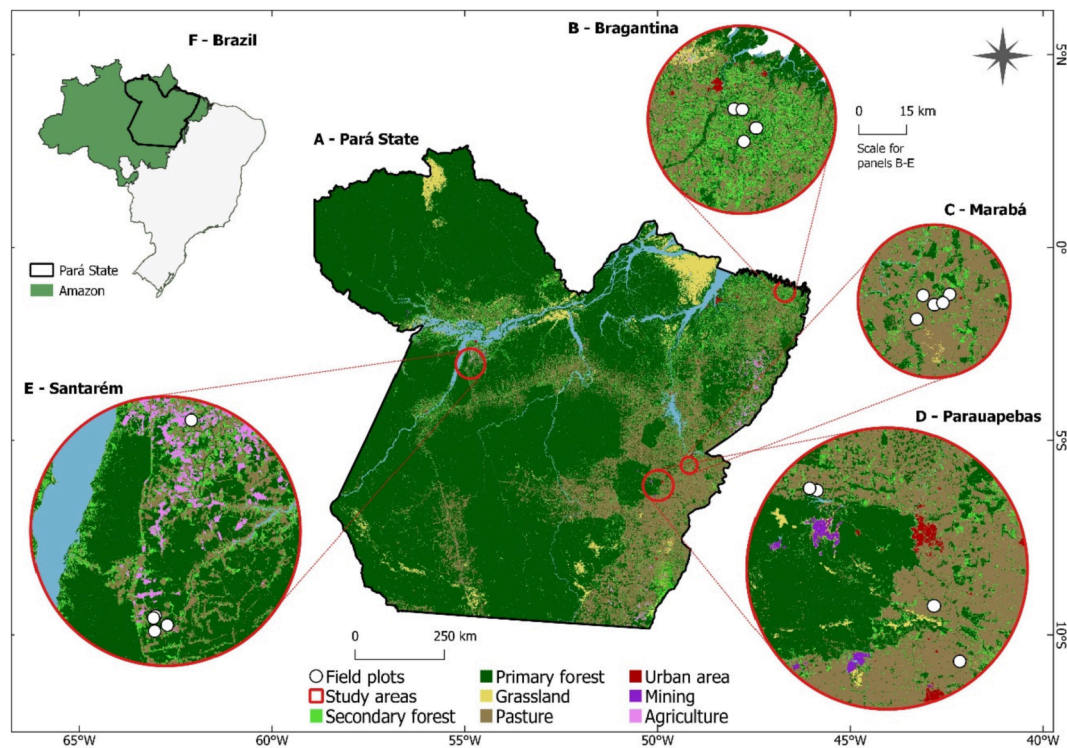 F - Brazil
Pará State
Amazon
A - Pará State
B - Bragantina
0 15 km
Scale for
panels B-E
C - Marabá
D - Parauapebas
E - Santarém
0 250 km
Field plots
Study areas
Secondary forest
Primary forest
Grassland
Pasture
Urban area
Mining
Agriculture
5°N
0°
5°S
10°S
65°W 60°W 55°W 50°W 45°W 40°W